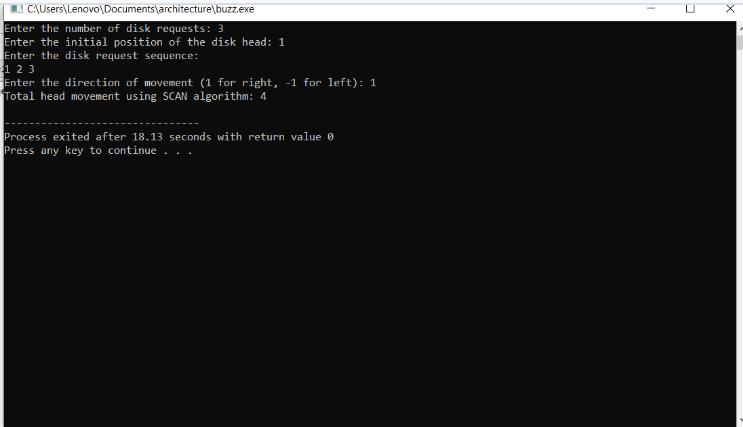 C:\Users\Lenovo\Documents\architecture\buzz.exe
Enter the number of disk requests: 3
Enter the initial position of the disk head: 1
Enter the disk request sequence:
1 2 3
Enter the direction of movement (1 for right, -1 for left): 1
Total head movement using SCAN algorithm: 4
--------------------------------
Process exited after 18.13 seconds with return value 0
Press any key to continue . . .